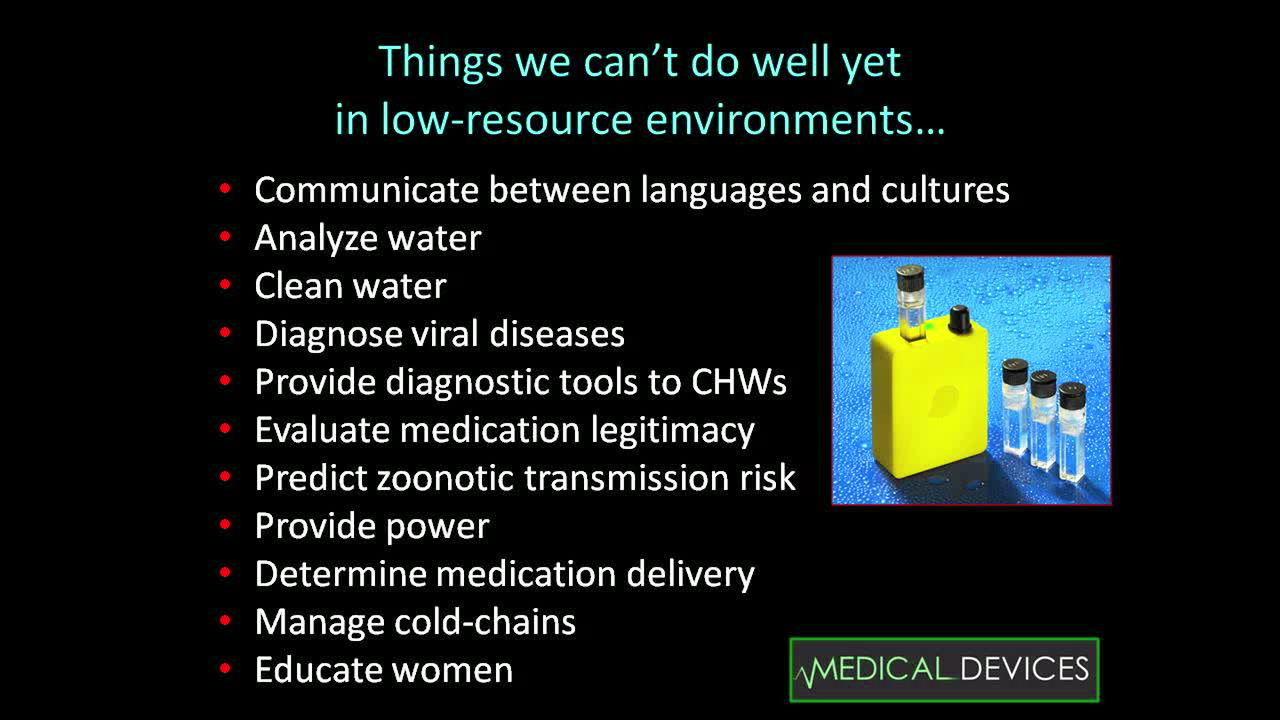 Things we can’t do well yet
in low-resource environments…
• Communicate between languages and cultures
• Analyze water
• Clean water
• Diagnose viral diseases
• Provide diagnostic tools to CHWs
• Evaluate medication legitimacy
• Predict zoonotic transmission risk
• Provide power
• Determine medication delivery
• Manage cold-chains
• Educate women
MEDICAL DEVICES